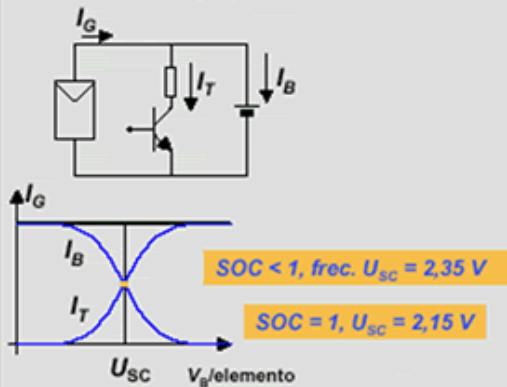 I_G
I_T
I_B
I_G
I_B
I_T
SOC < 1, frec. U_SC = 2,35 V
SOC = 1, U_SC = 2,15 V
U_SC
V_B/elemento